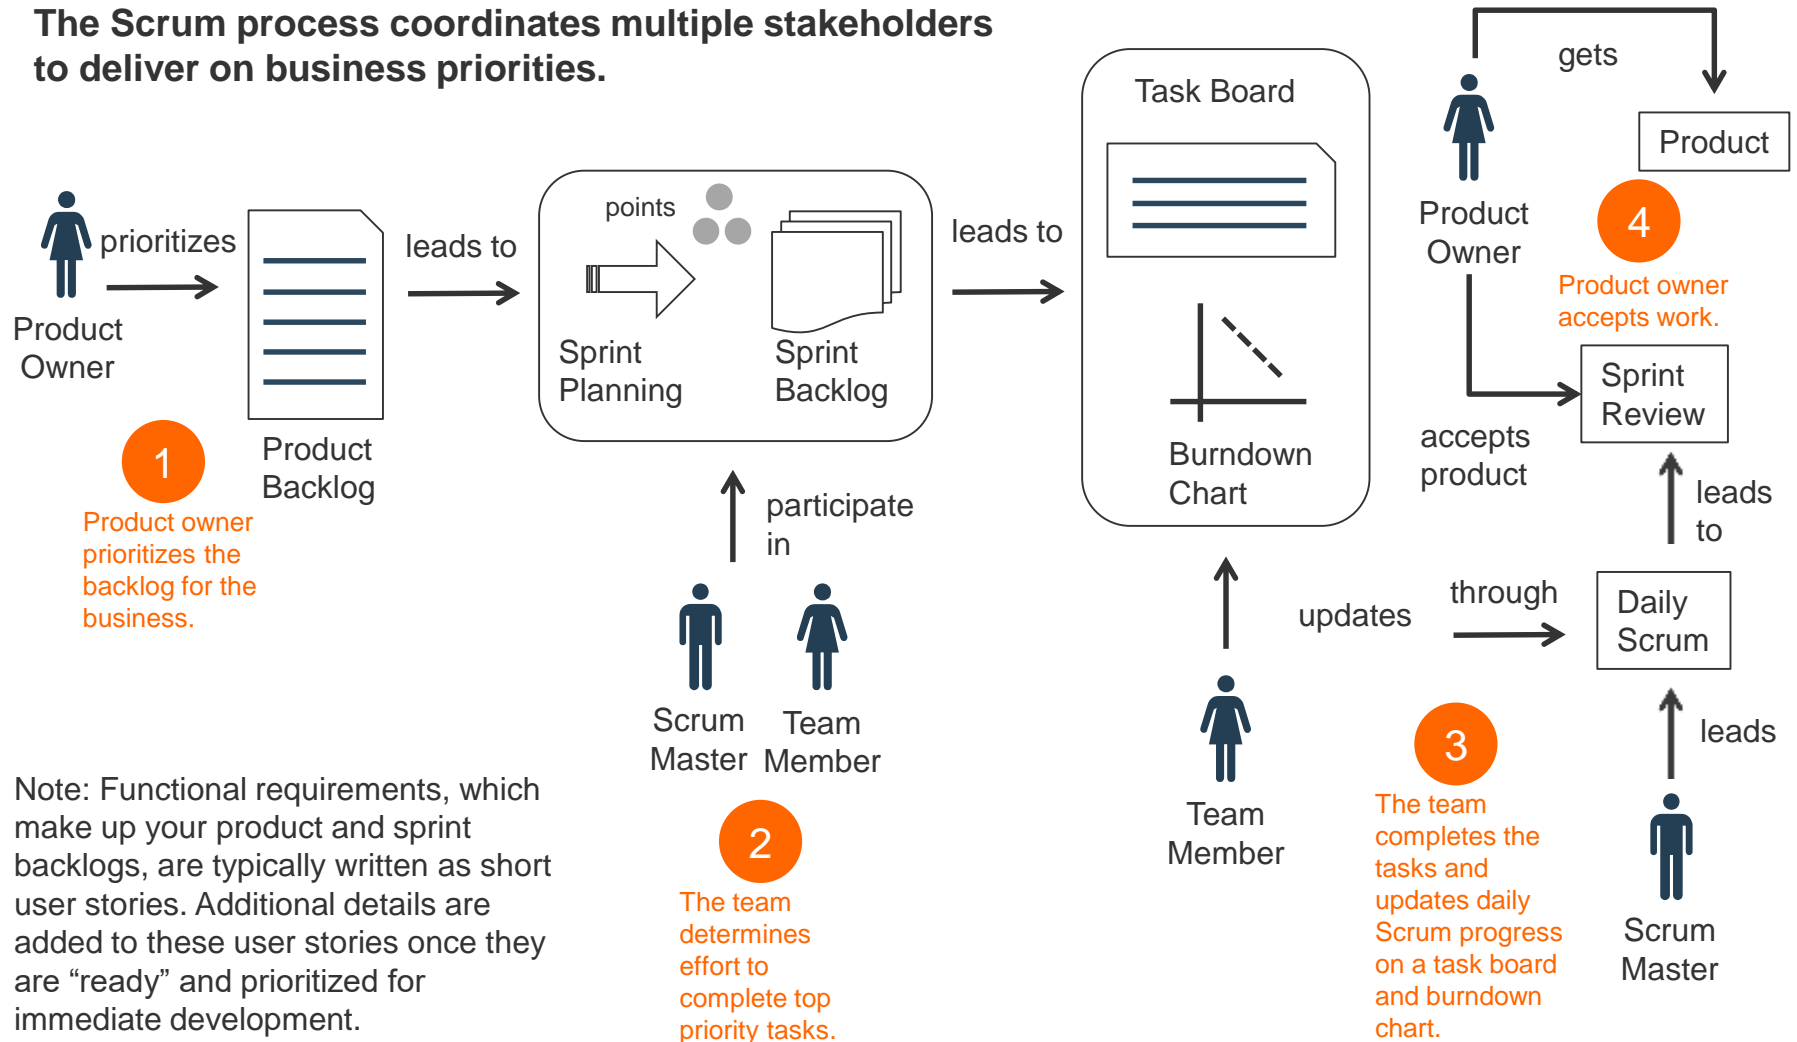 The Scrum process coordinates multiple stakeholders
to deliver on business priorities.
prioritizes
Product
Owner
1
Product owner
prioritizes the
backlog for the
business.
Product
Backlog
leads to
points
Sprint
Planning
Sprint
Backlog
participate
in
Scrum
Master
Team
Member
2
The team
determines
effort to
complete top
priority tasks.
leads to
Task Board
Burndown
Chart
Team
Member
updates
through
Daily
Scrum
leads
Scrum
Master
3
The team
completes the
tasks and
updates daily
Scrum progress
on a task board
and burndown
chart.
leads
to
Sprint
Review
accepts
product
Product
Owner
gets
Product
4
Product owner
accepts work.
Note: Functional requirements, which
make up your product and sprint
backlogs, are typically written as short
user stories. Additional details are
added to these user stories once they
are “ready” and prioritized for
immediate development.